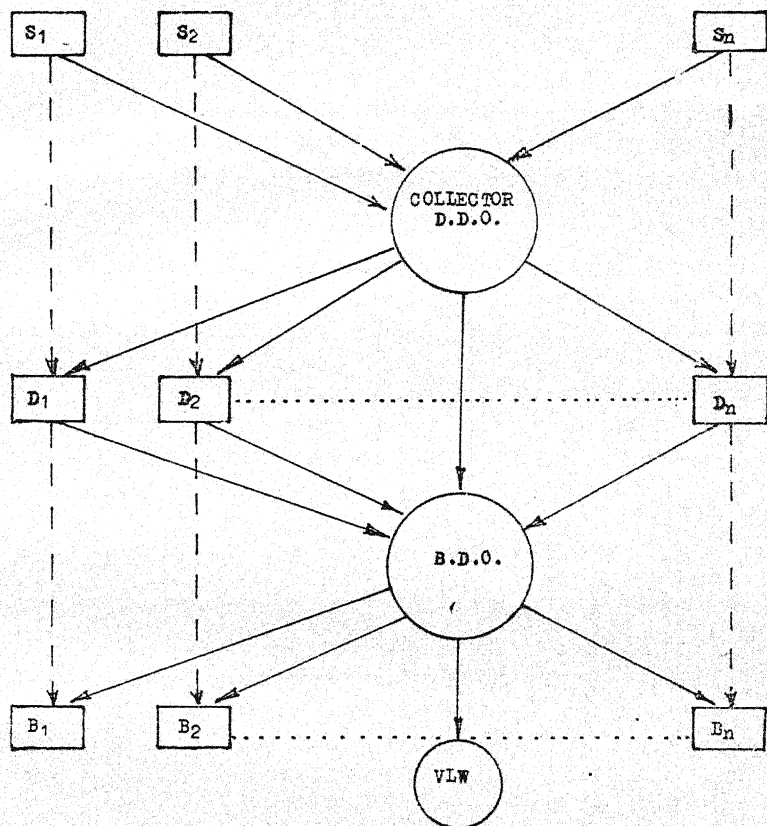 S1 S2 Sn
COLLECTOR
D.D.O.
D1 D2 Dn
B.D.O.
B1 B2 Bn
VLW